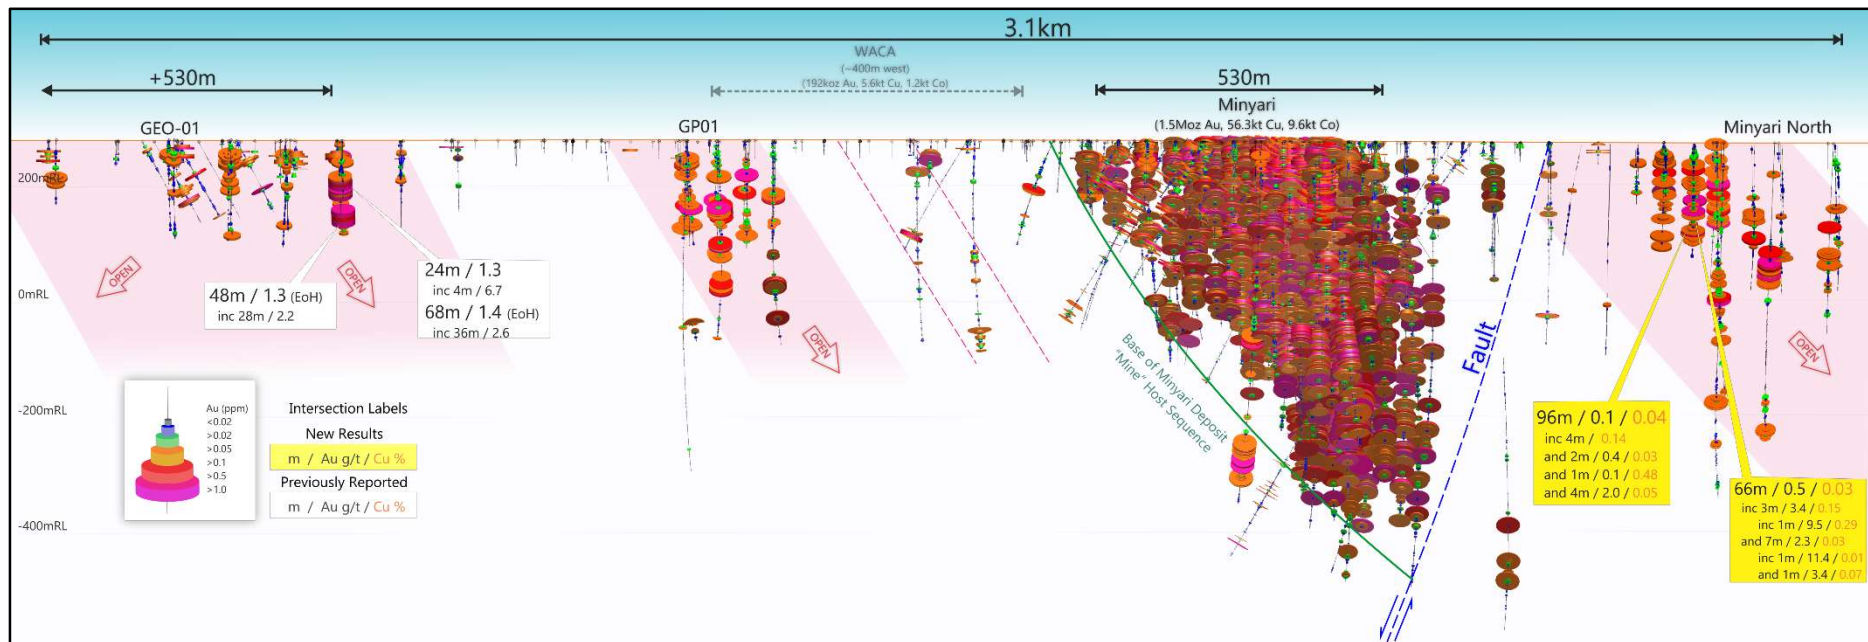 3.1km
WACA
(~400m west)
(192koz Au, 5.6kt Cu, 1.2kt Co)
+530m
530m
Minyari
(1.5Moz Au, 56.3kt Cu, 9.6kt Co)
GEO-01
GP01
Minyari North
200mRL
0mRL
-200mRL
-400mRL
OPEN
OPEN
OPEN
OPEN
48m / 1.3 (EoH)
inc 28m / 2.2
24m / 1.3
inc 4m / 6.7
68m / 1.4 (EoH)
inc 36m / 2.6
Base of Minyari Deposit
"Mine" Host Sequence
Fault
Au (ppm)
<0.02
>0.02
>0.05
>0.1
>0.5
>1.0
Intersection Labels
New Results
m / Au g/t / Cu %
Previously Reported
m / Au g/t / Cu %
96m / 0.1 / 0.04
inc 4m / 0.14
and 2m / 0.4 / 0.03
and 1m / 0.1 / 0.48
and 4m / 2.0 / 0.05
66m / 0.5 / 0.03
inc 3m / 3.4 / 0.15
inc 1m / 9.5 / 0.29
and 7m / 2.3 / 0.03
inc 1m / 11.4 / 0.01
and 1m / 3.4 / 0.07